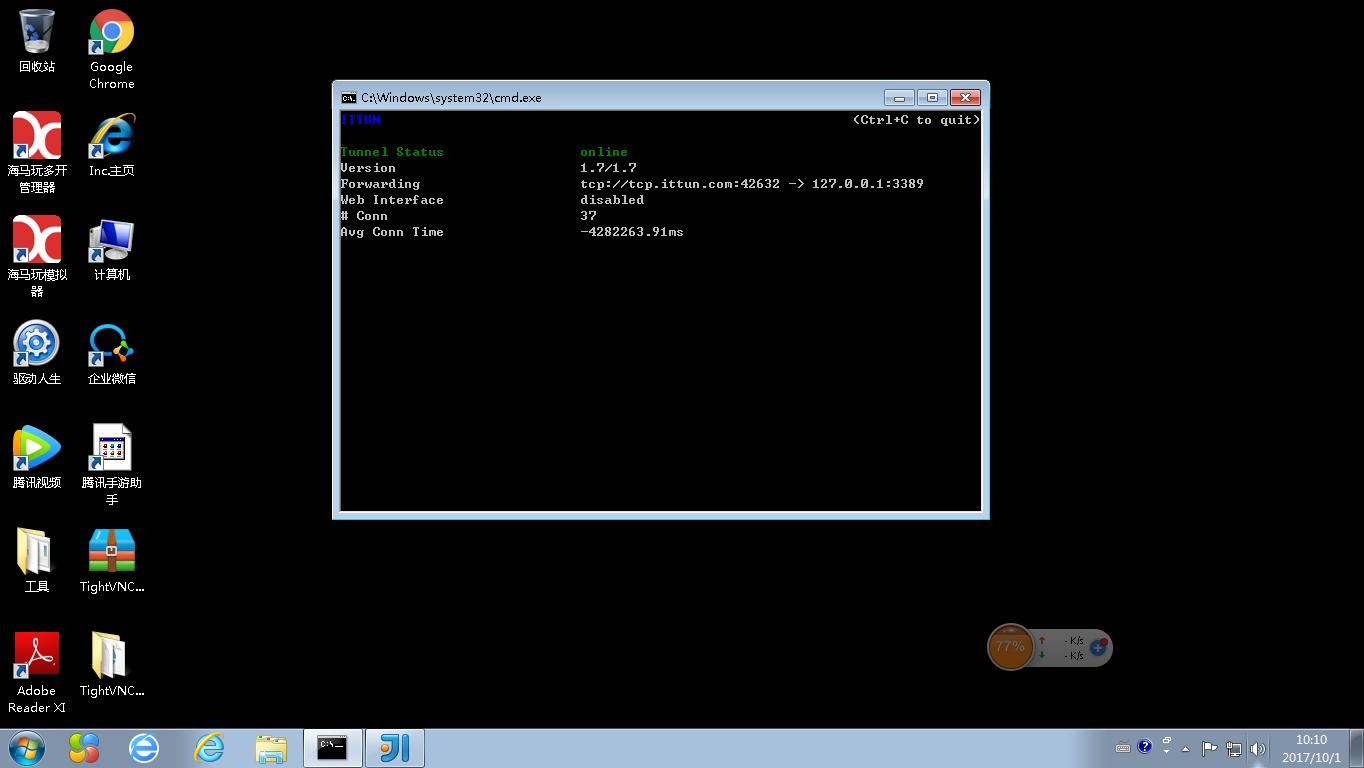 回收站
Google
Chrome
海马玩多开
管理器
Inc.主页
海马玩模拟
器
计算机
驱动人生
企业微信
腾讯视频
腾讯手游助
手
工具
TightVNC...
Adobe
Reader XI
TightVNC...
C:\Windows\system32\cmd.exe
ITTUN (Ctrl+C to quit)
Tunnel Status online
Version 1.7/1.7
Forwarding tcp://tcp.ittun.com:42632 -> 127.0.0.1:3389
Web Interface disabled
# Conn 37
Avg Conn Time -4282263.91ms
77%
- K/s
- K/s
10:10
2017/10/1